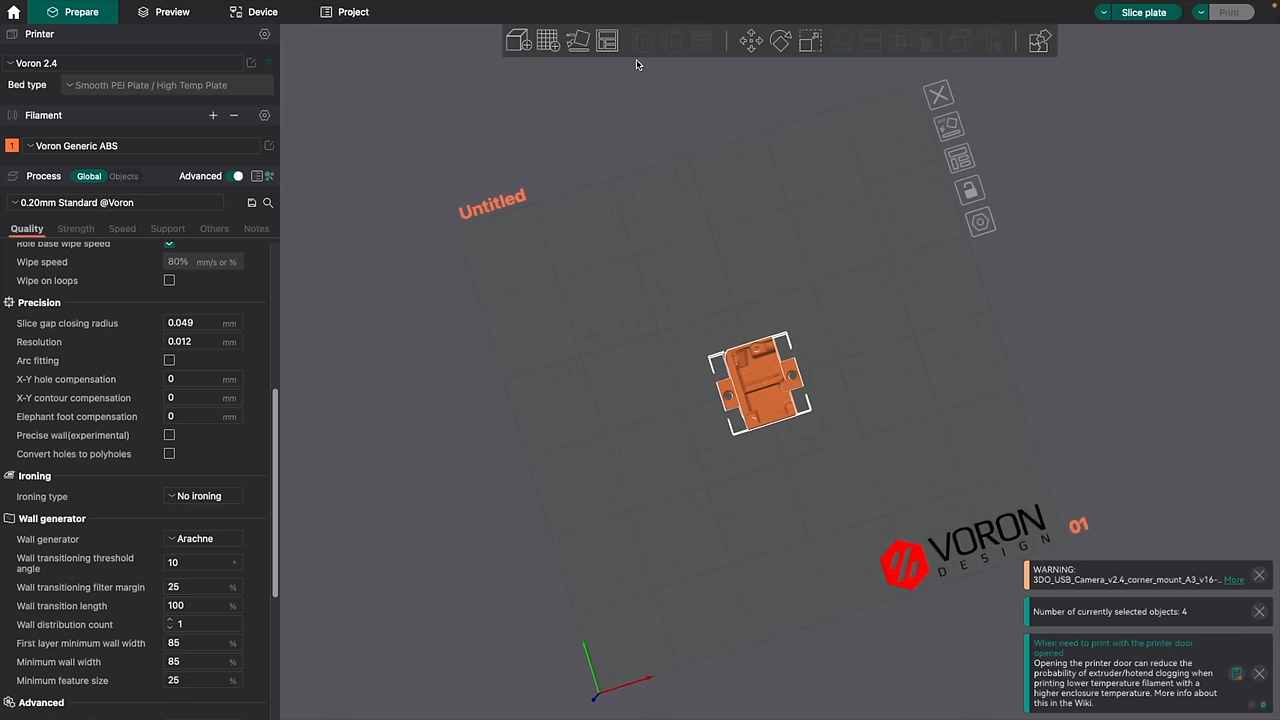 Prepare
Preview
Device
Project
Slice plate
Print
Printer
Voron 2.4
Bed type
Smooth PEI Plate / High Temp Plate
Filament
1
Voron Generic ABS
Process
Global
Objects
Advanced
0.20mm Standard @Voron
Quality
Strength
Speed
Support
Others
Notes
Role base wipe speed
Wipe speed
80% mm/s or %
Wipe on loops
Precision
Slice gap closing radius
0.049 mm
Resolution
0.012 mm
Arc fitting
X-Y hole compensation
0 mm
X-Y contour compensation
0 mm
Elephant foot compensation
0 mm
Precise wall(experimental)
Convert holes to polyholes
Ironing
Ironing type
No ironing
Wall generator
Wall generator
Arachne
Wall transitioning threshold
angle
10 °
Wall transitioning filter margin
25 %
Wall transition length
100 %
Wall distribution count
1
First layer minimum wall width
85 %
Minimum wall width
85 %
Minimum feature size
25 %
Advanced
Untitled
01
VORON
DESIGN
WARNING:
3DO_USB_Camera_v2.4_corner_mount_A3_v16-.. More
Number of currently selected objects: 4
When need to print with the printer door
opened
Opening the printer door can reduce the
probability of extruder/hotend clogging when
printing lower temperature filament with a
higher enclosure temperature. More info about
this in the Wiki.